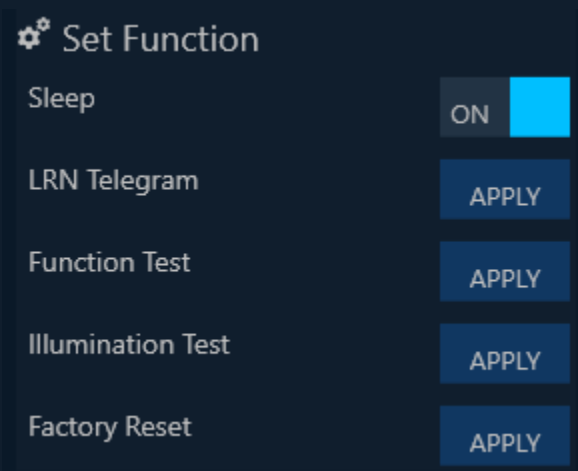 Set Function
Sleep ON
LRN Telegram APPLY
Function Test APPLY
Illumination Test APPLY
Factory Reset APPLY